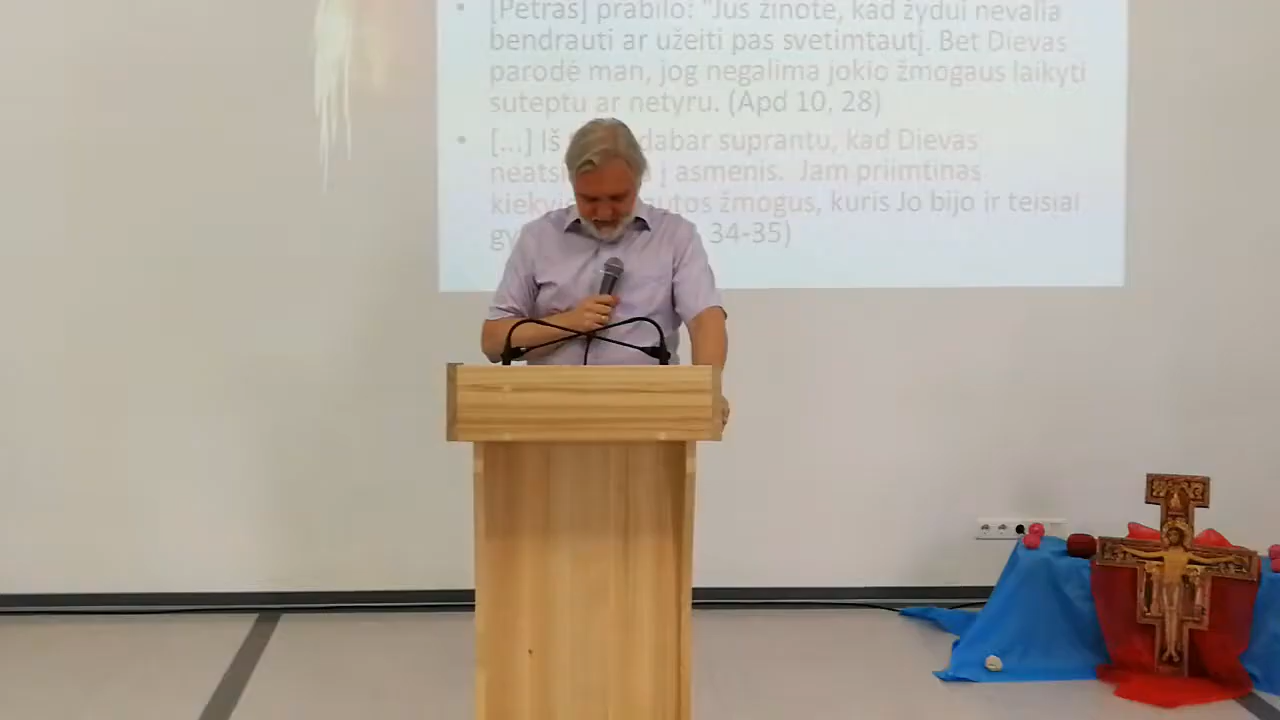 • [Petras] prabilo: "Jūs žinote, kad žydui nevalia
bendrauti ar užeiti pas svetimtautį. Bet Dievas
parodė man, jog negalima jokio žmogaus laikyti
suteptu ar netyru. (Apd 10, 28)
• [...] Iš dabar suprantu, kad Dievas
į asmenis. Jam priimtinas
žmogus, kuris Jo bijo ir teisiai
34-35)